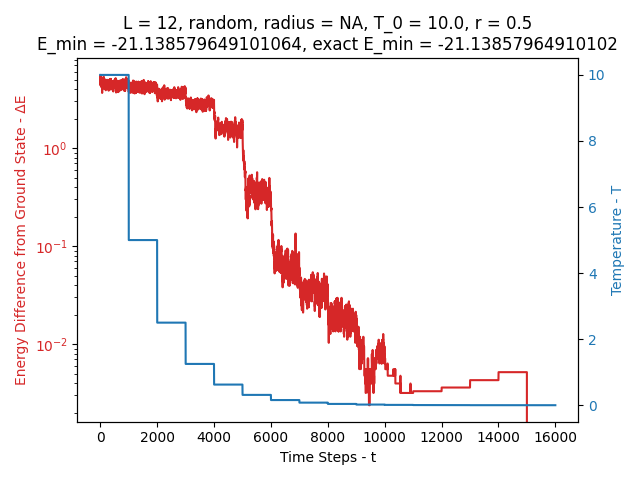 L = 12, random, radius = NA, T_0 = 10.0, r = 0.5
E_min = -21.138579649101064, exact E_min = -21.13857964910102
Energy Difference from Ground State - ΔE
10^0
10^-1
10^-2
10
8
6
4
2
0
Temperature - T
0 2000 4000 6000 8000 10000 12000 14000 16000
Time Steps - t